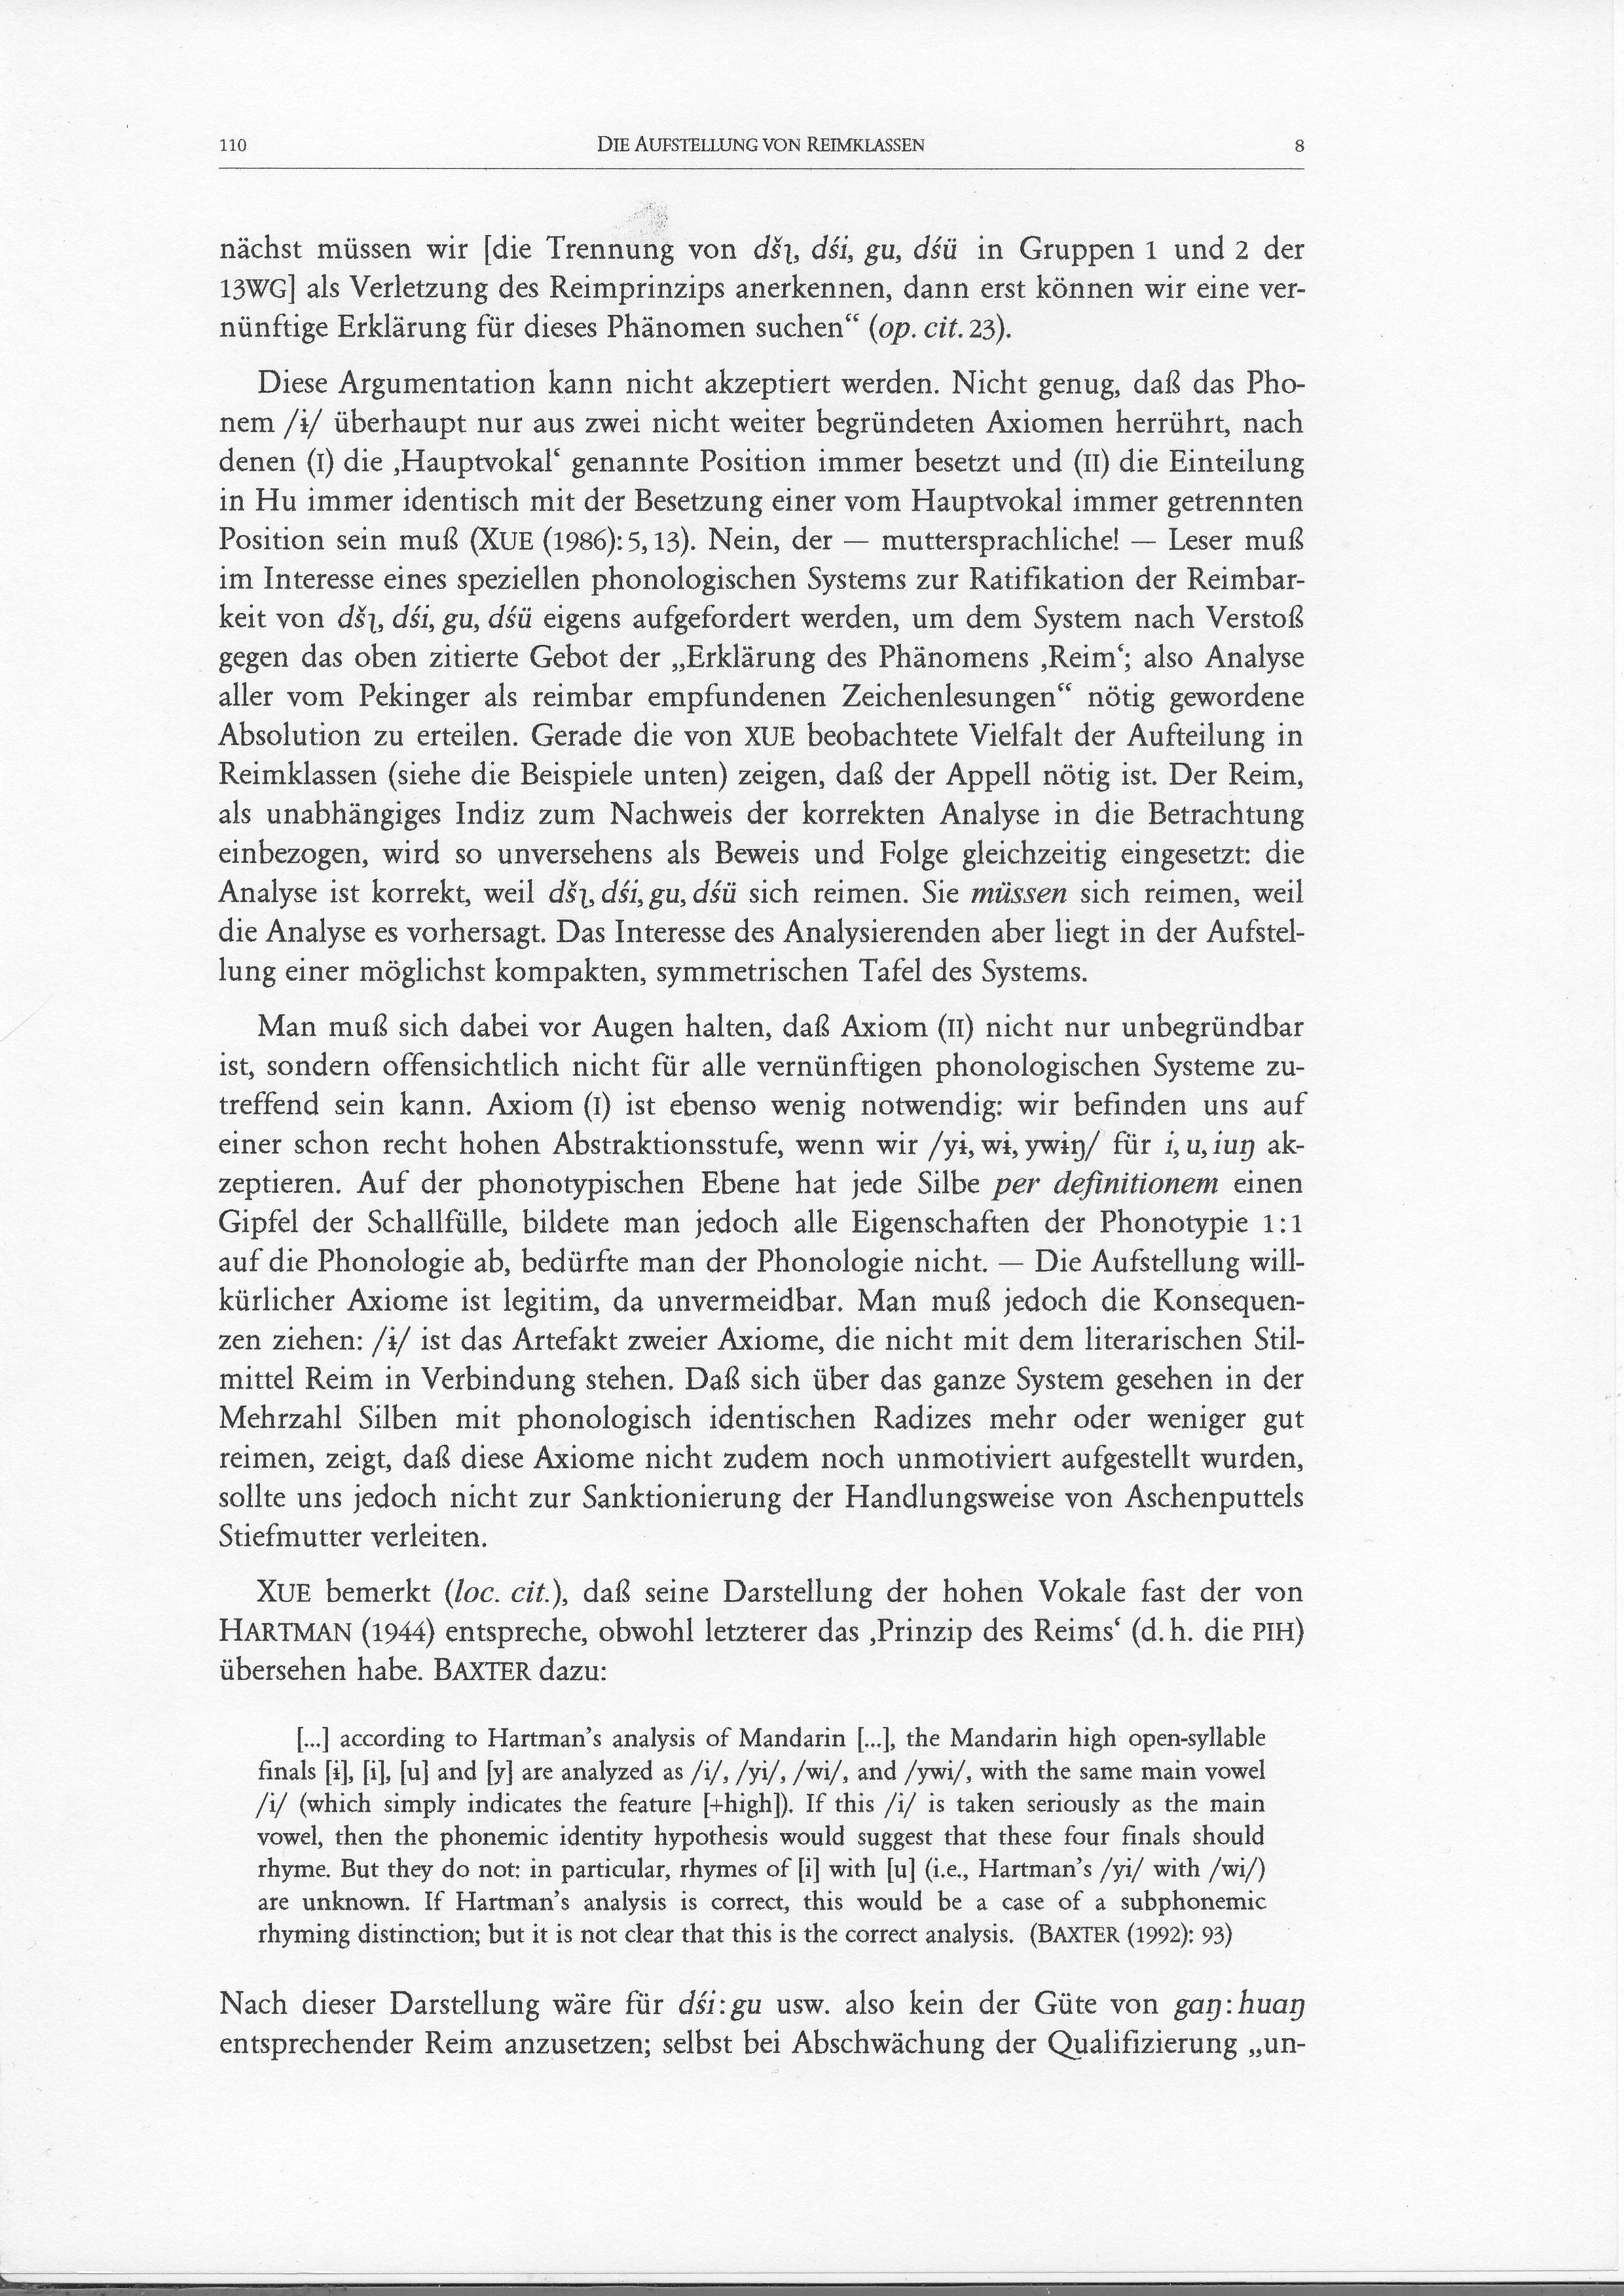 110 DIE AUFSTELLUNG VON REIMKLASSEN 8
nächst müssen wir [die Trennung von dšʅ, dśi, gu, dśü in Gruppen 1 und 2 der
13WG] als Verletzung des Reimprinzips anerkennen, dann erst können wir eine ver-
nünftige Erklärung für dieses Phänomen suchen“ (op. cit. 23).
Diese Argumentation kann nicht akzeptiert werden. Nicht genug, daß das Pho-
nem /ɨ/ überhaupt nur aus zwei nicht weiter begründeten Axiomen herrührt, nach
denen (I) die ‚Hauptvokal‘ genannte Position immer besetzt und (II) die Einteilung
in Hu immer identisch mit der Besetzung einer vom Hauptvokal immer getrennten
Position sein muß (XUE (1986): 5, 13). Nein, der — muttersprachliche! — Leser muß
im Interesse eines speziellen phonologischen Systems zur Ratifikation der Reimbar-
keit von dšʅ, dśi, gu, dśü eigens aufgefordert werden, um dem System nach Verstoß
gegen das oben zitierte Gebot der „Erklärung des Phänomens ‚Reim‘; also Analyse
aller vom Pekinger als reimbar empfundenen Zeichenlesungen“ nötig gewordene
Absolution zu erteilen. Gerade die von XUE beobachtete Vielfalt der Aufteilung in
Reimklassen (siehe die Beispiele unten) zeigen, daß der Appell nötig ist. Der Reim,
als unabhängiges Indiz zum Nachweis der korrekten Analyse in die Betrachtung
einbezogen, wird so unversehens als Beweis und Folge gleichzeitig eingesetzt: die
Analyse ist korrekt, weil dšʅ, dśi, gu, dśü sich reimen. Sie müssen sich reimen, weil
die Analyse es vorhersagt. Das Interesse des Analysierenden aber liegt in der Aufstel-
lung einer möglichst kompakten, symmetrischen Tafel des Systems.
Man muß sich dabei vor Augen halten, daß Axiom (II) nicht nur unbegründbar
ist, sondern offensichtlich nicht für alle vernünftigen phonologischen Systeme zu-
treffend sein kann. Axiom (I) ist ebenso wenig notwendig: wir befinden uns auf
einer schon recht hohen Abstraktionsstufe, wenn wir /yɨ, wɨ, ywɨŋ/ für i, u, iuŋ ak-
zeptieren. Auf der phonotypischen Ebene hat jede Silbe per definitionem einen
Gipfel der Schallfülle, bildete man jedoch alle Eigenschaften der Phonotypie 1:1
auf die Phonologie ab, bedürfte man der Phonologie nicht. — Die Aufstellung will-
kürlicher Axiome ist legitim, da unvermeidbar. Man muß jedoch die Konsequen-
zen ziehen: /ɨ/ ist das Artefakt zweier Axiome, die nicht mit dem literarischen Stil-
mittel Reim in Verbindung stehen. Daß sich über das ganze System gesehen in der
Mehrzahl Silben mit phonologisch identischen Radizes mehr oder weniger gut
reimen, zeigt, daß diese Axiome nicht zudem noch unmotiviert aufgestellt wurden,
sollte uns jedoch nicht zur Sanktionierung der Handlungsweise von Aschenputtels
Stiefmutter verleiten.
XUE bemerkt (loc. cit.), daß seine Darstellung der hohen Vokale fast der von
HARTMAN (1944) entspreche, obwohl letzterer das ‚Prinzip des Reims‘ (d. h. die PIH)
übersehen habe. BAXTER dazu:
[...] according to Hartman’s analysis of Mandarin [...], the Mandarin high open-syllable
finals [ɨ], [i], [u] and [y] are analyzed as /i/, /yi/, /wi/, and /ywi/, with the same main vowel
/i/ (which simply indicates the feature [+high]). If this /i/ is taken seriously as the main
vowel, then the phonemic identity hypothesis would suggest that these four finals should
rhyme. But they do not: in particular, rhymes of [i] with [u] (i.e., Hartman’s /yi/ with /wi/)
are unknown. If Hartman’s analysis is correct, this would be a case of a subphonemic
rhyming distinction; but it is not clear that this is the correct analysis. (BAXTER (1992): 93)
Nach dieser Darstellung wäre für dśi : gu usw. also kein der Güte von gaŋ : huaŋ
entsprechender Reim anzusetzen; selbst bei Abschwächung der Qualifizierung „un-